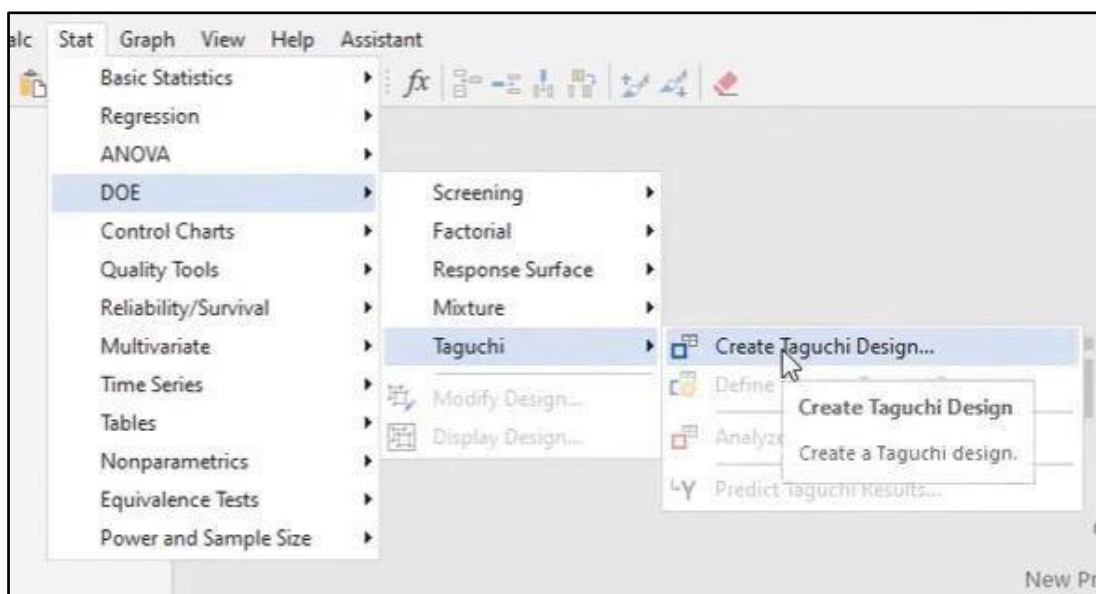 alc Stat Graph View Help Assistant
fx
Basic Statistics
Regression
ANOVA
DOE
Control Charts
Quality Tools
Reliability/Survival
Multivariate
Time Series
Tables
Nonparametrics
Equivalence Tests
Power and Sample Size
Screening
Factorial
Response Surface
Mixture
Taguchi
Modify Design...
Display Design...
Create Taguchi Design...
Define
Analyze
Predict Taguchi Results...
Create Taguchi Design
Create a Taguchi design.
New Pr